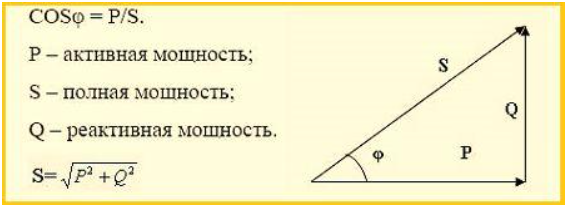 COSφ = P/S.
P – активная мощность;
S – полная мощность;
Q – реактивная мощность.
S=√P² + Q²
S
Q
φ
P